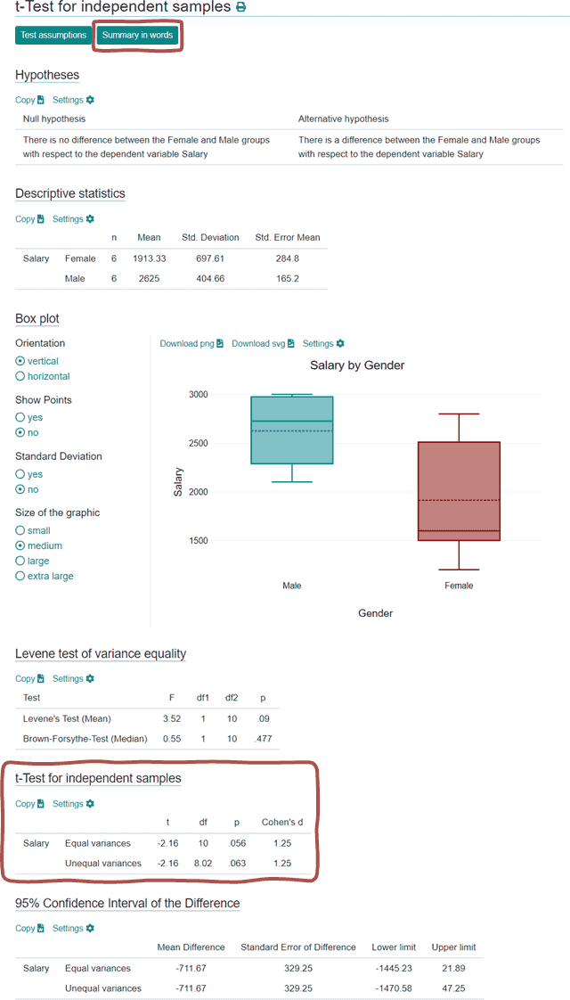 t-Test for independent samples
Test assumptions Summary in words
Hypotheses
Copy Settings
Null hypothesis Alternative hypothesis
There is no difference between the Female and Male groups There is a difference between the Female and Male groups
with respect to the dependent variable Salary with respect to the dependent variable Salary
Descriptive statistics
Copy Settings
n Mean Std. Deviation Std. Error Mean
Salary Female 6 1913.33 697.61 284.8
Male 6 2625 404.66 165.2
Box plot
Orientation
vertical
horizontal
Show Points
yes
no
Standard Deviation
yes
no
Size of the graphic
small
medium
large
extra large
Download png Download svg Settings
Salary by Gender
3000
2500
2000
1500
Salary
Male Female
Gender
Levene test of variance equality
Copy Settings
Test F df1 df2 p
Levene's Test (Mean) 3.52 1 10 .09
Brown-Forsythe-Test (Median) 0.55 1 10 .477
t-Test for independent samples
Copy Settings
t df p Cohen's d
Salary Equal variances -2.16 10 .056 1.25
Unequal variances -2.16 8.02 .063 1.25
95% Confidence Interval of the Difference
Copy Settings
Mean Difference Standard Error of Difference Lower limit Upper limit
Salary Equal variances -711.67 329.25 -1445.23 21.89
Unequal variances -711.67 329.25 -1470.58 47.25